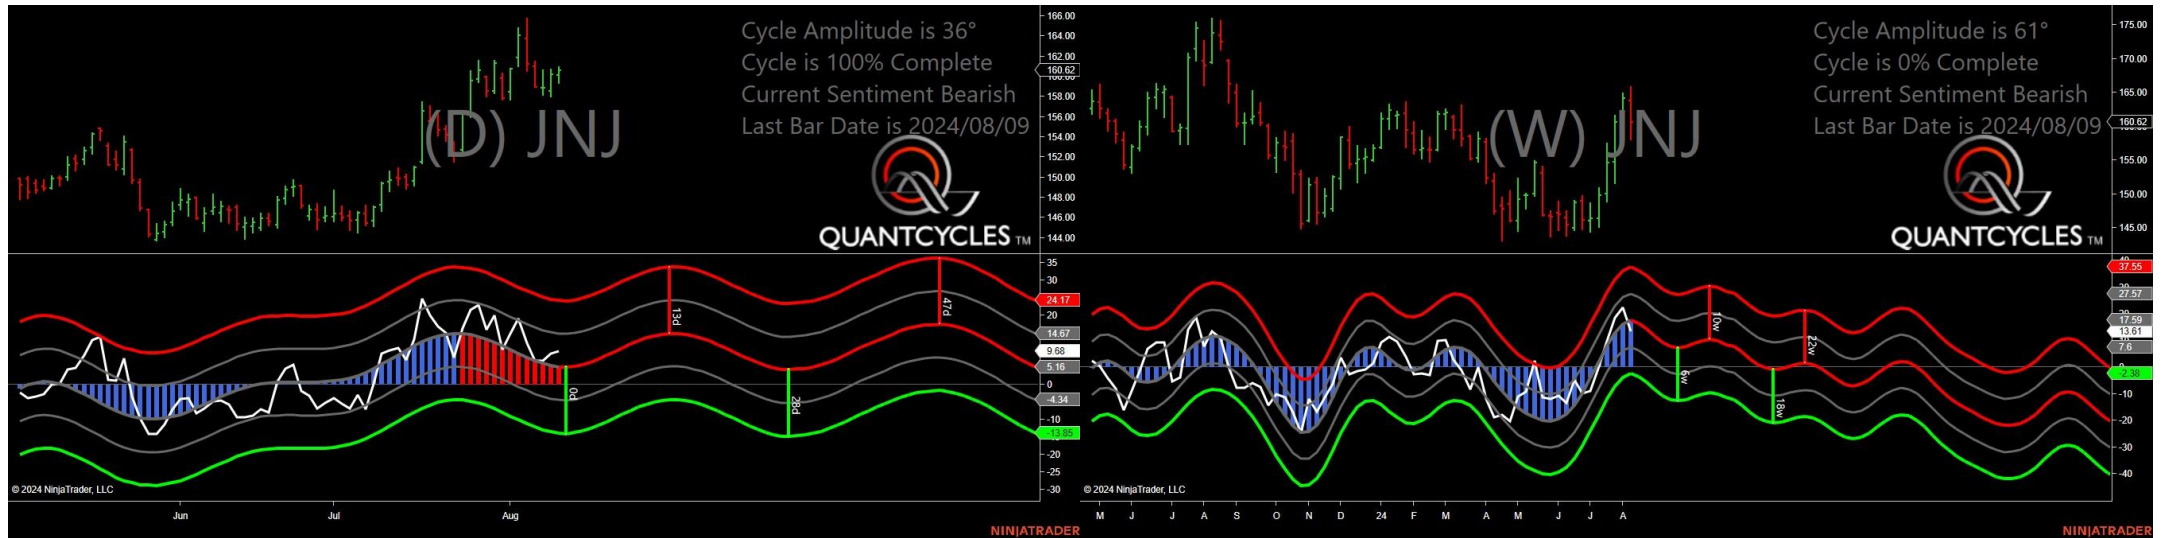 Cycle Amplitude is 36°
Cycle is 100% Complete
Current Sentiment Bearish
Last Bar Date is 2024/08/09
(D) JNJ
QUANTCYCLES TM
166.00
164.00
162.00
160.62
158.00
156.00
154.00
152.00
150.00
148.00
146.00
144.00
35
30
24.17
20
14.67
9.68
5.16
0
-4.34
-10
-13.85
-20
-25
-30
0d
13d
28d
47d
© 2024 NinjaTrader, LLC
Jun Jul Aug
NINJATRADER
Cycle Amplitude is 61°
Cycle is 0% Complete
Current Sentiment Bearish
Last Bar Date is 2024/08/09
(W) JNJ
QUANTCYCLES TM
175.00
170.00
165.00
160.62
155.00
150.00
145.00
37.55
27.57
17.59
13.61
7.6
-2.38
-10
-20
-30
-40
6w
10w
18w
22w
© 2024 NinjaTrader, LLC
M J J A S O N D 24 F M A M J J A
NINJATRADER